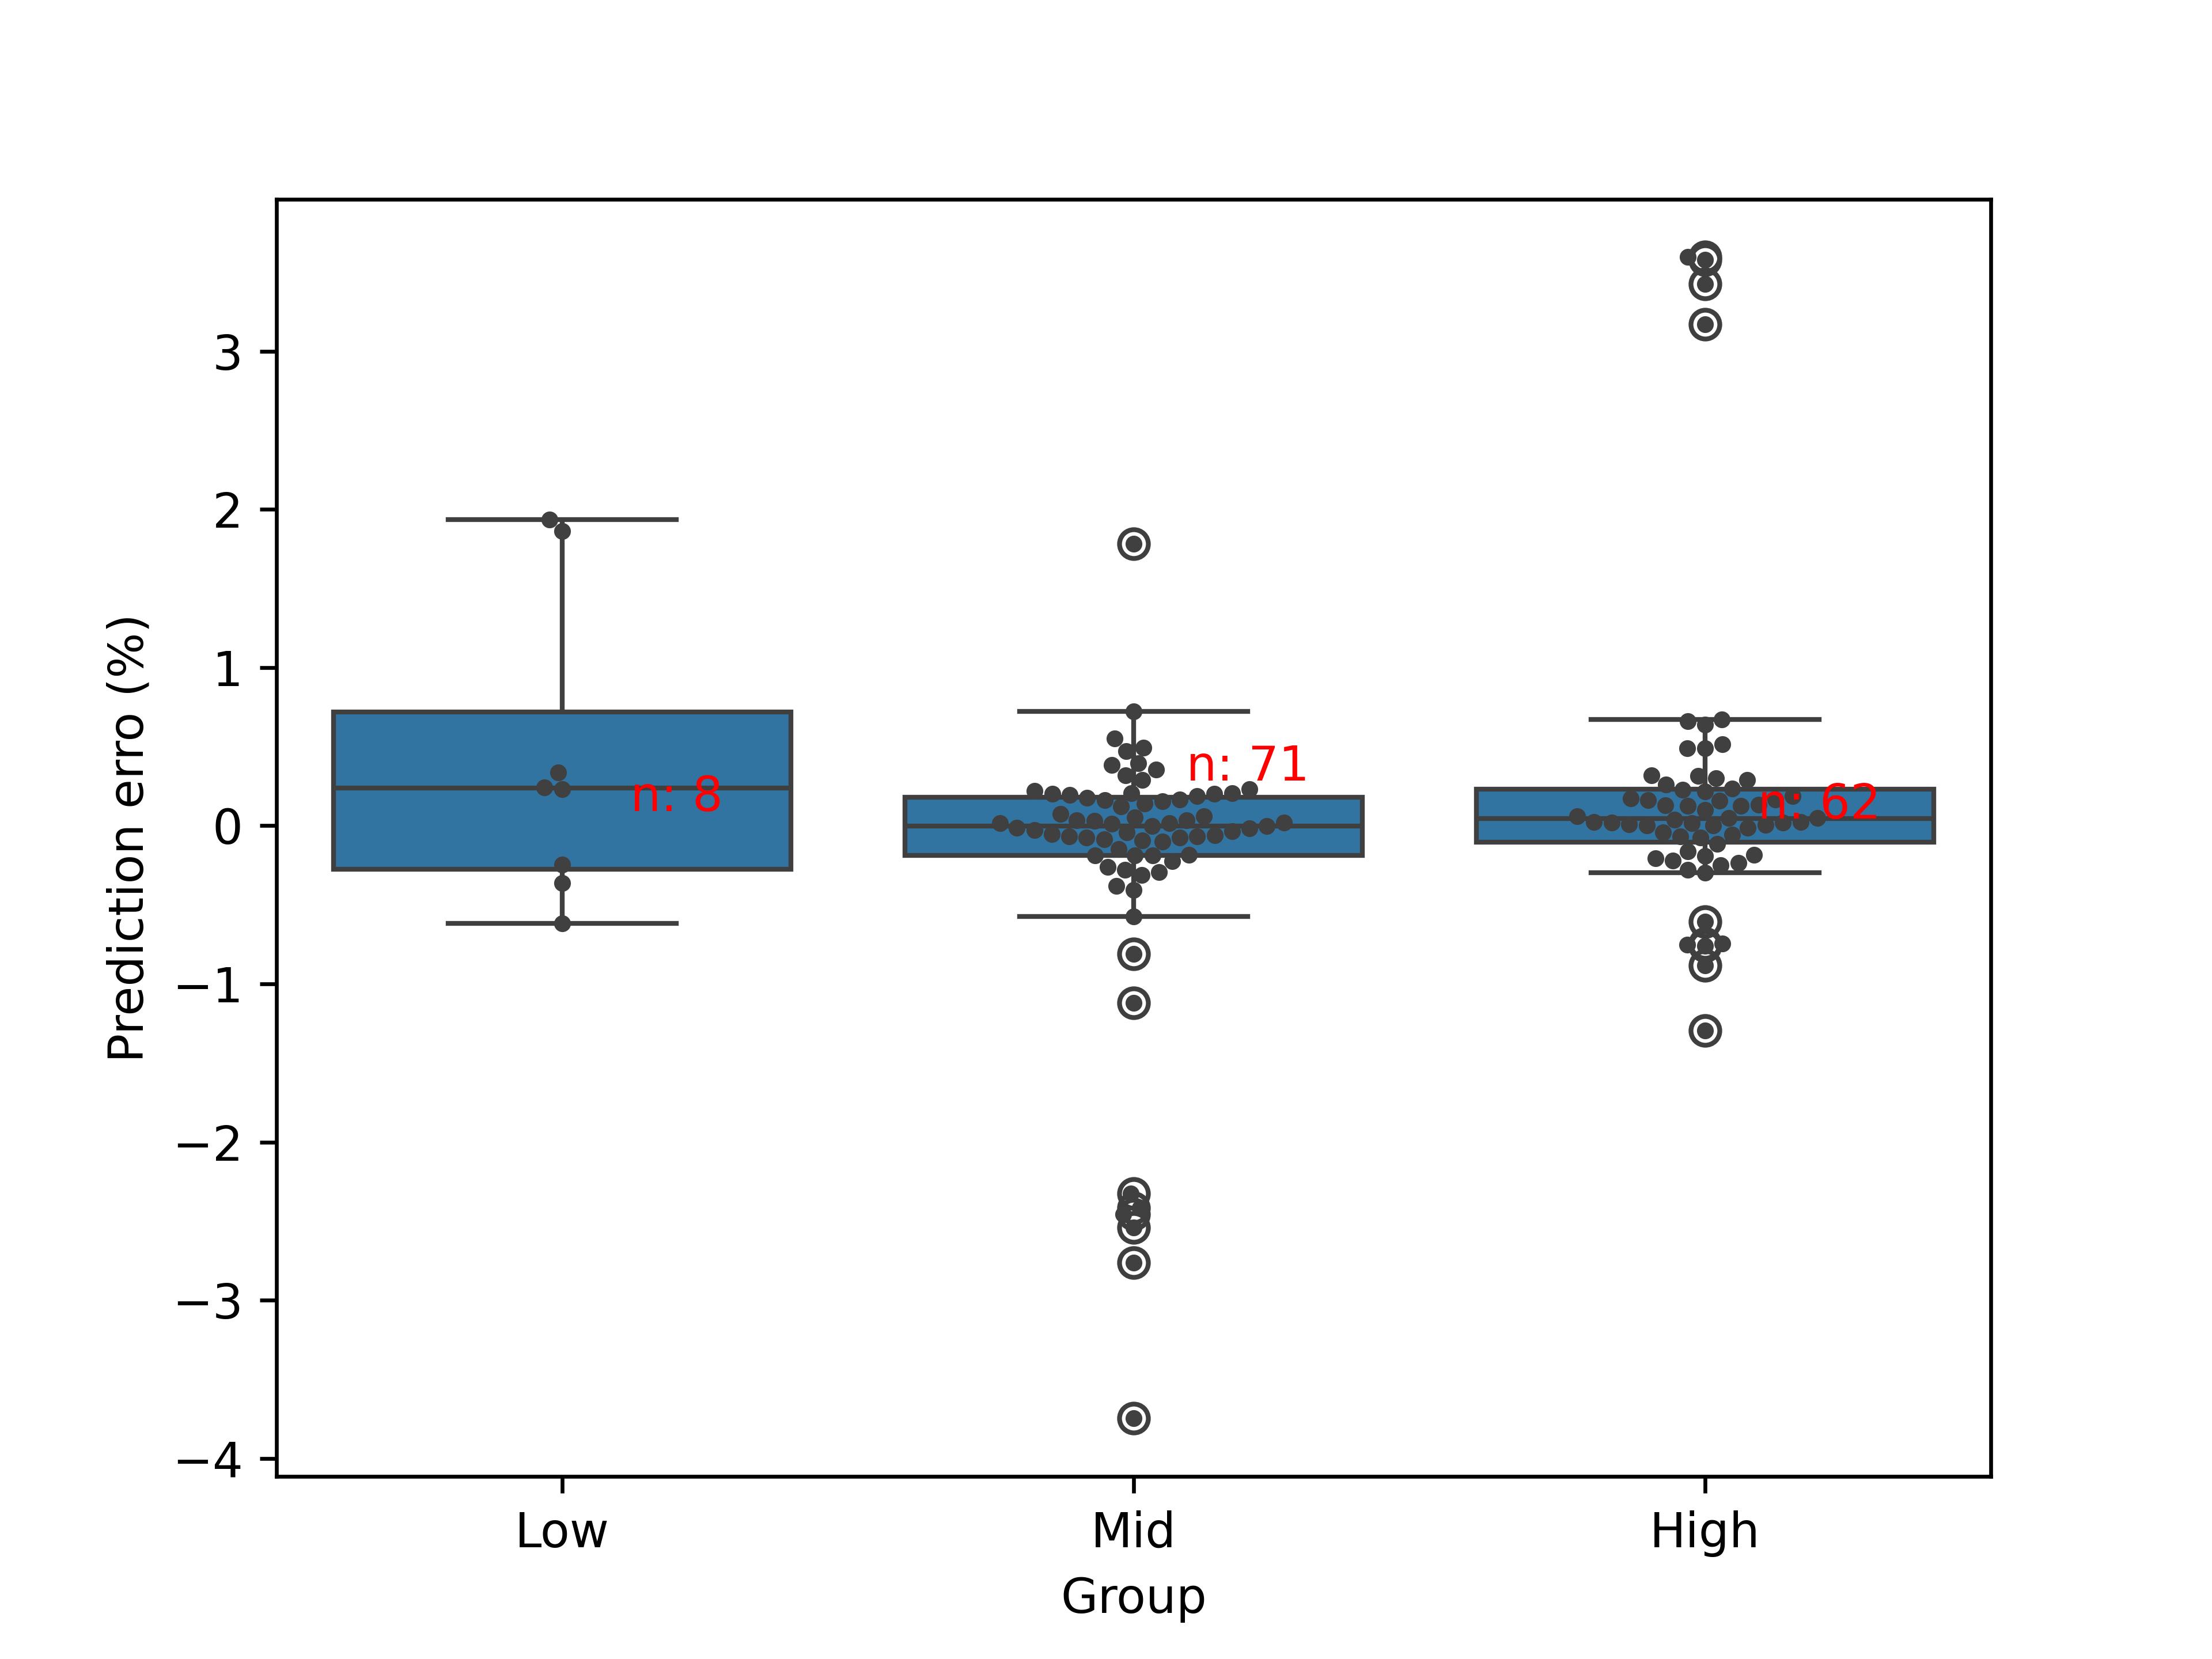 Prediction erro (%)
3
2
1
0
−1
−2
−3
−4
n: 8
n: 71
n: 62
Low
Mid
High
Group